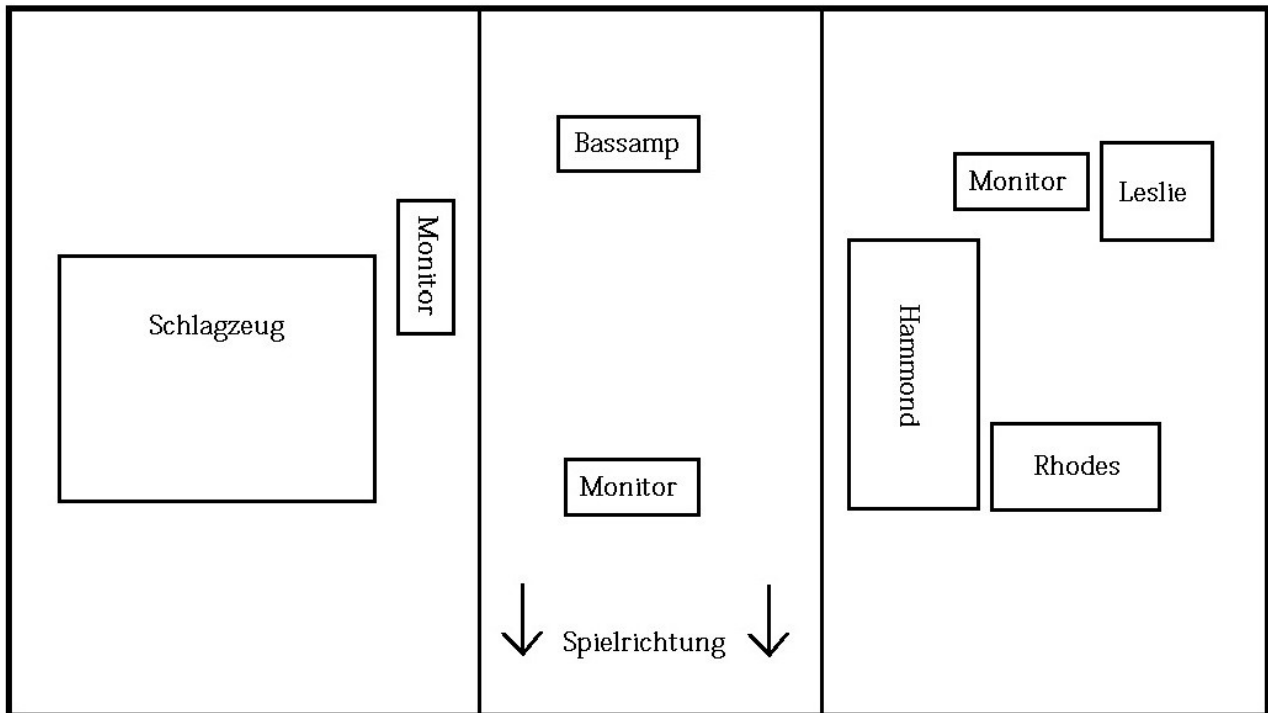 Bassamp
Monitor
Leslie
Monitor
Schlagzeug
Hammond
Rhodes
Monitor
Spielrichtung